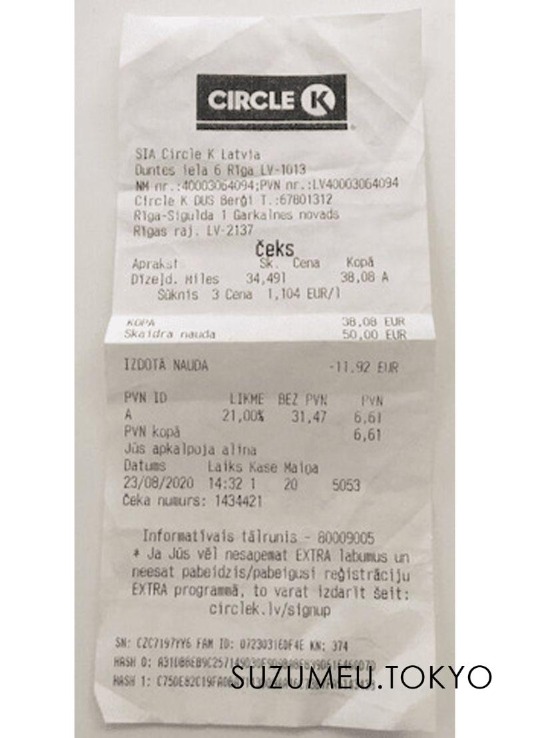 CIRCLE K
SIA Circle K Latvia
Duntes iela 6 Rīga LV-1013
NM nr.:40003064094;PVN nr.:LV40003064094
Circle K DUS Berģi T.:67801312
Rīga-Sigulda 1 Garkalnes novads
Rīgas raj. LV-2137
čeks
Apraksts Sk. Cena Kopā
Dīzeļd. Miles 34,491 38,08 A
Sūknis 3 Cena 1,104 EUR/l
KOPĀ 38,08 EUR
Skaidra nauda 50,00 EUR
IZDOTĀ NAUDA -11,92 EUR
PVN ID LIKME BEZ PVN PVN
A 21,00% 31,47 6,61
PVN kopā 6,61
Jūs apkalpoja alina
Datums Laiks Kase Maiņa
23/08/2020 14:32 1 20 5053
Čeka numurs: 1434421
Informatīvais tālrunis - 80009005
* Ja Jūs vēl nesaņemat EXTRA labumus un
neesat pabeidzis/pabeigusi reģistrāciju
EXTRA programmā, to varat izdarīt šeit:
circlek.lv/signup
SN: CZC7197YY6 FAM ID: 0723031EDF4E KN: 374
HASH 0:
HASH 1:
SUZUMEU.TOKYO